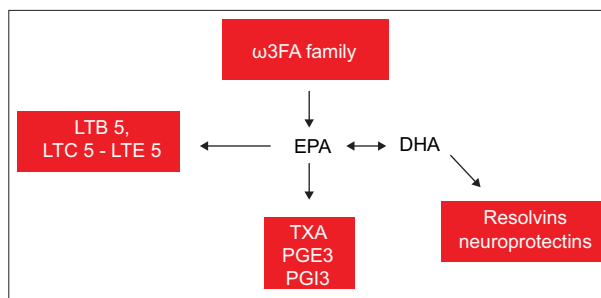 ω3FA family
LTB 5,
LTC 5 - LTE 5
EPA
DHA
TXA
PGE3
PGI3
Resolvins
neuroprotectins